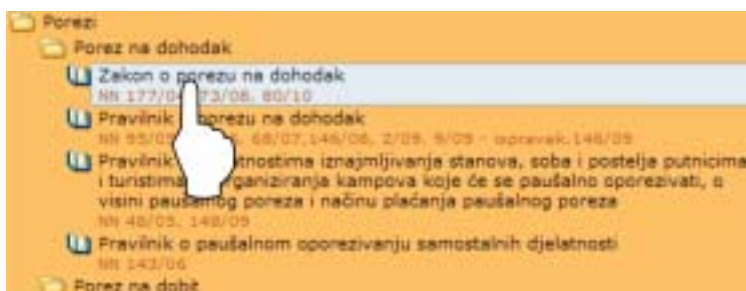 Porezi
Porez na dohodak
Zakon o porezu na dohodak
NN 177/04, 73/08, 80/10
Pravilnik porezu na dohodak
NN 95/05 68/07, 146/08, 2/09, 9/09 - ispravak, 146/09
Pravilnik iznajmljivanja stanova, soba i postelja putnicima
i turistima kampova koje će se paušalno oporezivati, o
visini poreza i načinu plaćanja paušalnog poreza
NN 48/05, 148/09
Pravilnik o paušalnom oporezivanju samostalnih djelatnosti
NN 143/06
Porez na dobit